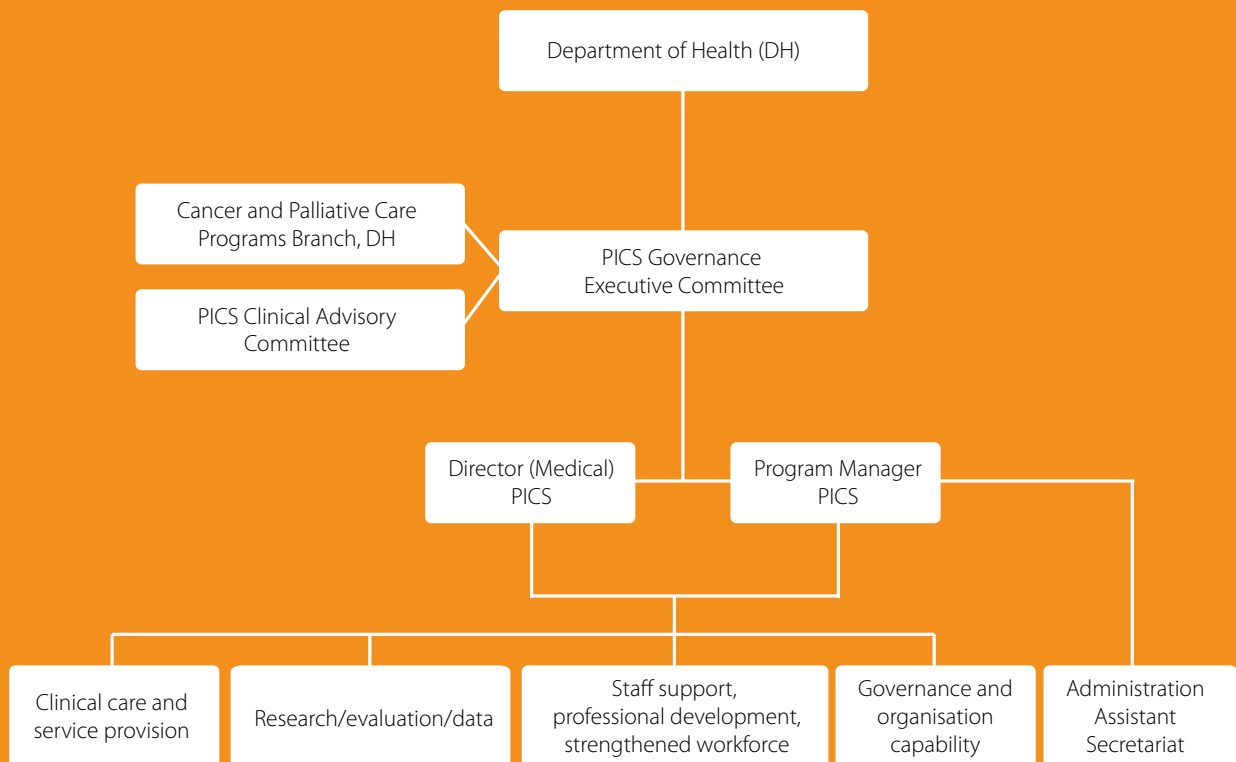 Department of Health (DH)
Cancer and Palliative Care
Programs Branch, DH
PICS Governance
Executive Committee
PICS Clinical Advisory
Committee
Director (Medical)
PICS
Program Manager
PICS
Clinical care and
service provision
Research/evaluation/data
Staff support,
professional development,
strengthened workforce
Governance and
organisation
capability
Administration
Assistant
Secretariat